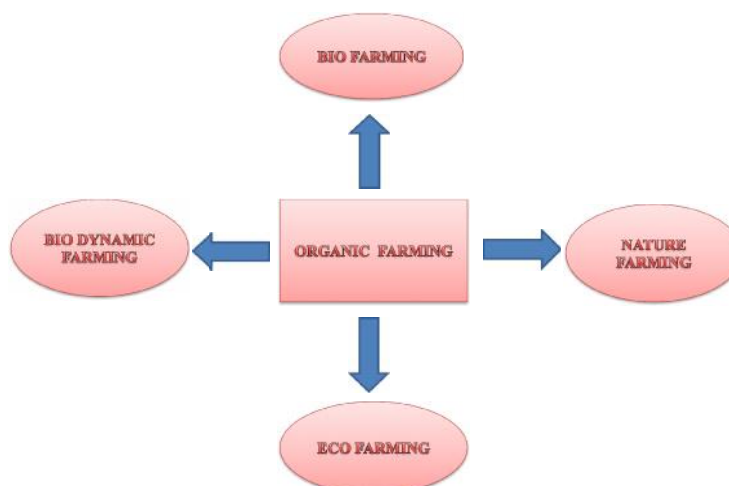 BIO FARMING
BIO DYNAMIC
FARMING
ORGANIC FARMING
NATURE
FARMING
ECO FARMING